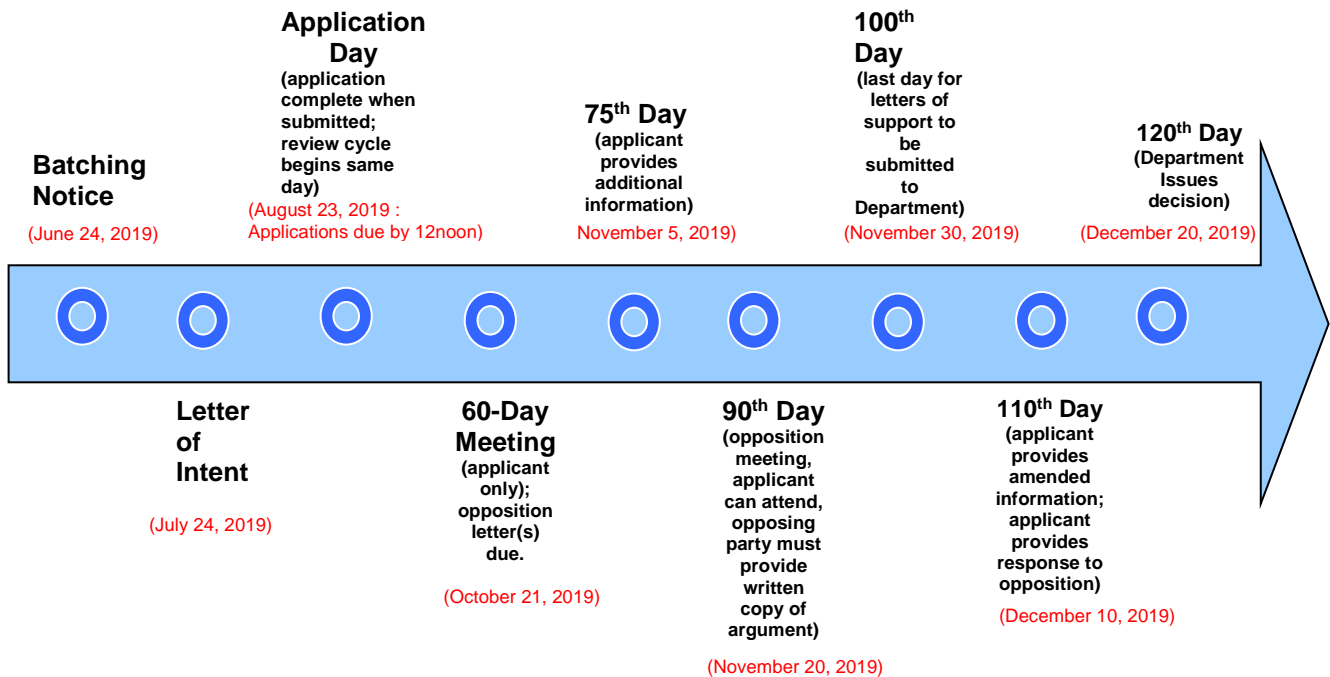 Batching
Notice
(June 24, 2019)
Letter
of
Intent
(July 24, 2019)
Application
Day
(application
complete when
submitted;
review cycle
begins same
day)
(August 23, 2019 :
Applications due by 12noon)
60-Day
Meeting
(applicant
only);
opposition
letter(s)
due.
(October 21, 2019)
75th Day
(applicant
provides
additional
information)
November 5, 2019)
90th Day
(opposition
meeting,
applicant
can attend,
opposing
party must
provide
written
copy of
argument)
(November 20, 2019)
100th
Day
(last day for
letters of
support to
be
submitted
to
Department)
(November 30, 2019)
110th Day
(applicant
provides
amended
information;
applicant
provides
response to
opposition)
(December 10, 2019)
120th Day
(Department
Issues
decision)
(December 20, 2019)